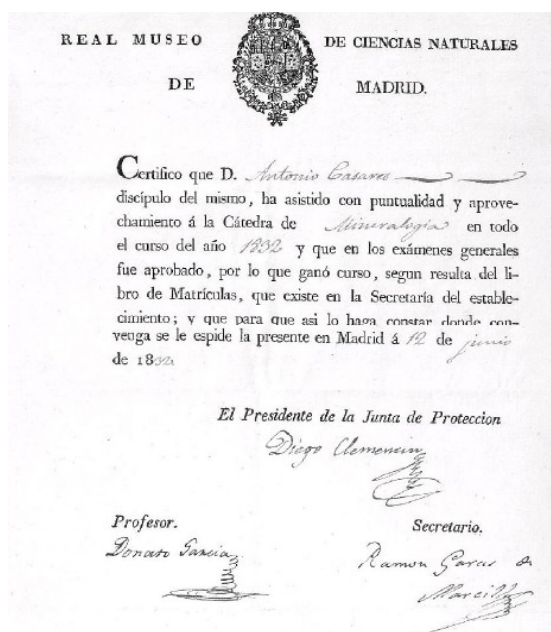 REAL MUSEO DE CIENCIAS NATURALES
DE MADRID.
Certifico que D. Antonio Casares
discípulo del mismo, ha asistido con puntualidad y aprove-
chamiento á la Cátedra de Mineralogia en todo
el curso del año 1832 y que en los exámenes generales
fue aprobado, por lo que ganó curso, segun resulta del li-
bro de Matrículas, que existe en la Secretaría del estable-
cimiento; y que para que asi lo haga constar donde con-
venga se le espide la presente en Madrid á 12 de junio
de 1832
El Presidente de la Junta de Proteccion
Diego Clemencin
Profesor.
Secretario.
Donato Garcia
Ramon Garcia de